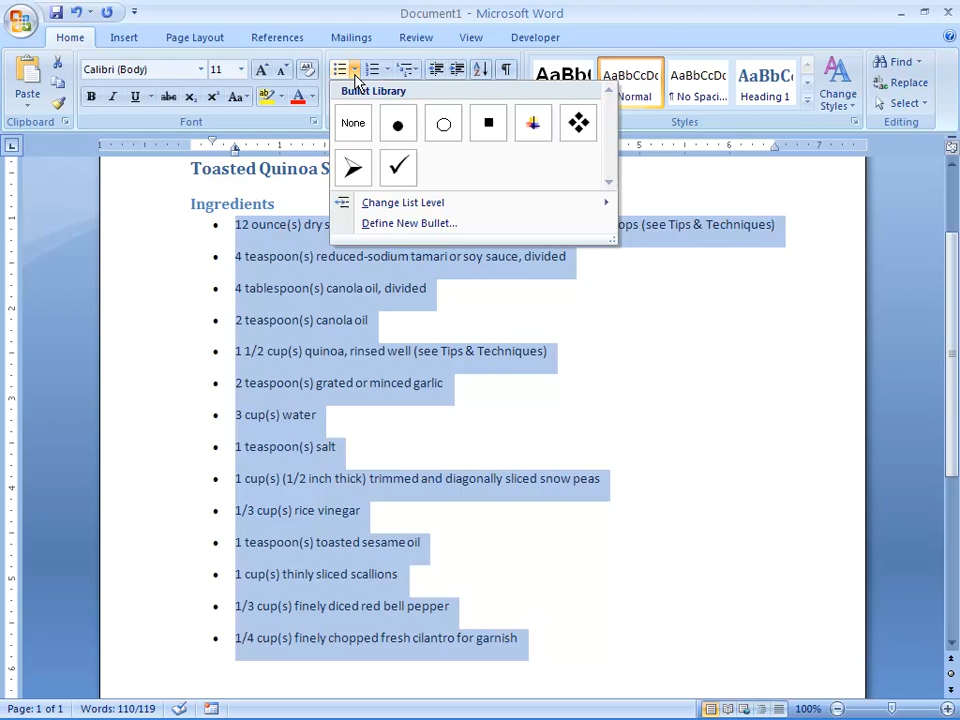 Document1 - Microsoft Word
Home Insert Page Layout References Mailings Review View Developer
Paste
Clipboard
Calibri (Body) 11
B I U abc x₂ x² Aa ab A
Font
AaBbC AaBbCcDc AaBbCcDc AaBbC
Normal ¶ No Spaci... Heading 1
Change Styles
Styles
Find
Replace
Select
Editing
Bullet Library
None
Change List Level
Define New Bullet...
Toasted Quinoa S
Ingredients
12 ounce(s) dry s ops (see Tips & Techniques)
4 teaspoon(s) reduced-sodium tamari or soy sauce, divided
4 tablespoon(s) canola oil, divided
2 teaspoon(s) canola oil
1 1/2 cup(s) quinoa, rinsed well (see Tips & Techniques)
2 teaspoon(s) grated or minced garlic
3 cup(s) water
1 teaspoon(s) salt
1 cup(s) (1/2 inch thick) trimmed and diagonally sliced snow peas
1/3 cup(s) rice vinegar
1 teaspoon(s) toasted sesame oil
1 cup(s) thinly sliced scallions
1/3 cup(s) finely diced red bell pepper
1/4 cup(s) finely chopped fresh cilantro for garnish
Page: 1 of 1 Words: 110/119 100%